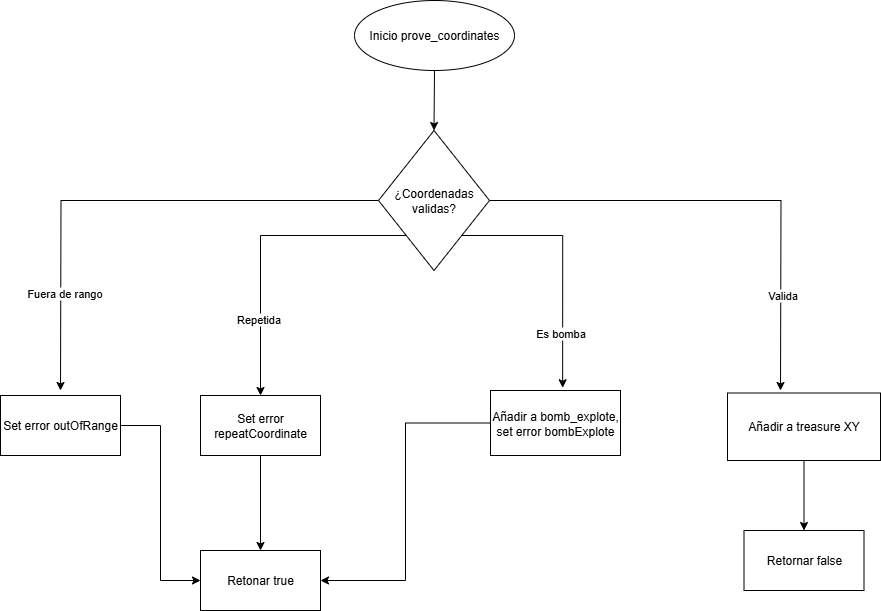 Inicio prove_coordinates
¿Coordenadas
validas?
Fuera de rango
Repetida
Es bomba
Valida
Set error outOfRange
Set error
repeatCoordinate
Añadir a bomb_explote,
set error bombExplote
Añadir a treasure XY
Retonar true
Retornar false